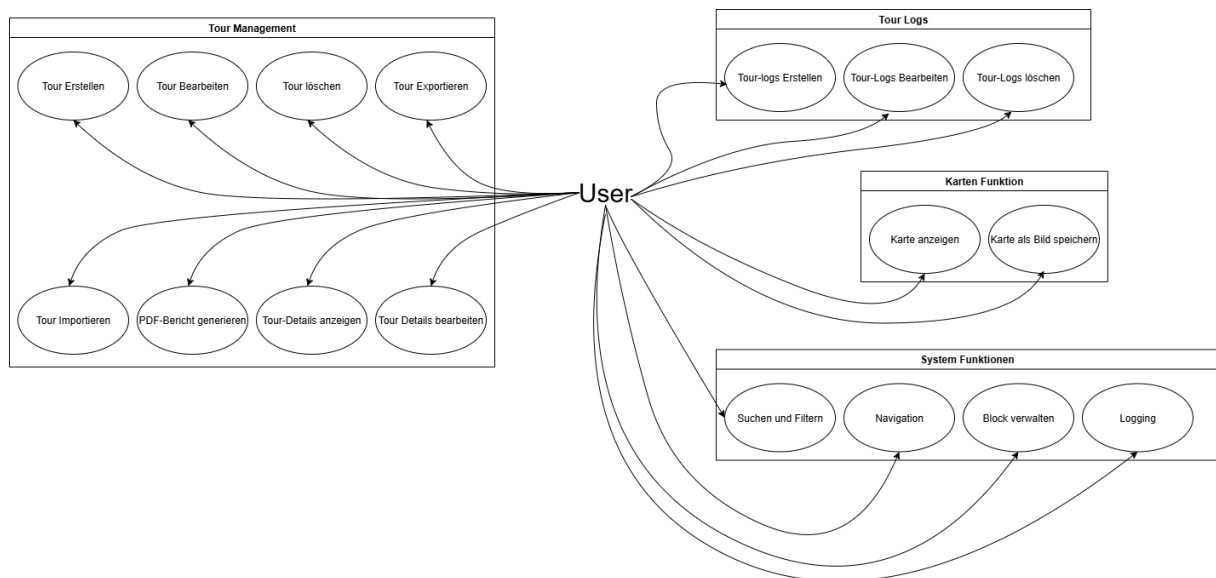 Tour Management
Tour Erstellen
Tour Bearbeiten
Tour löschen
Tour Exportieren
Tour Importieren
PDF-Bericht generieren
Tour-Details anzeigen
Tour Details bearbeiten
User
Tour Logs
Tour-logs Erstellen
Tour-Logs Bearbeiten
Tour-Logs löschen
Karten Funktion
Karte anzeigen
Karte als Bild speichern
System Funktionen
Suchen und Filtern
Navigation
Block verwalten
Logging